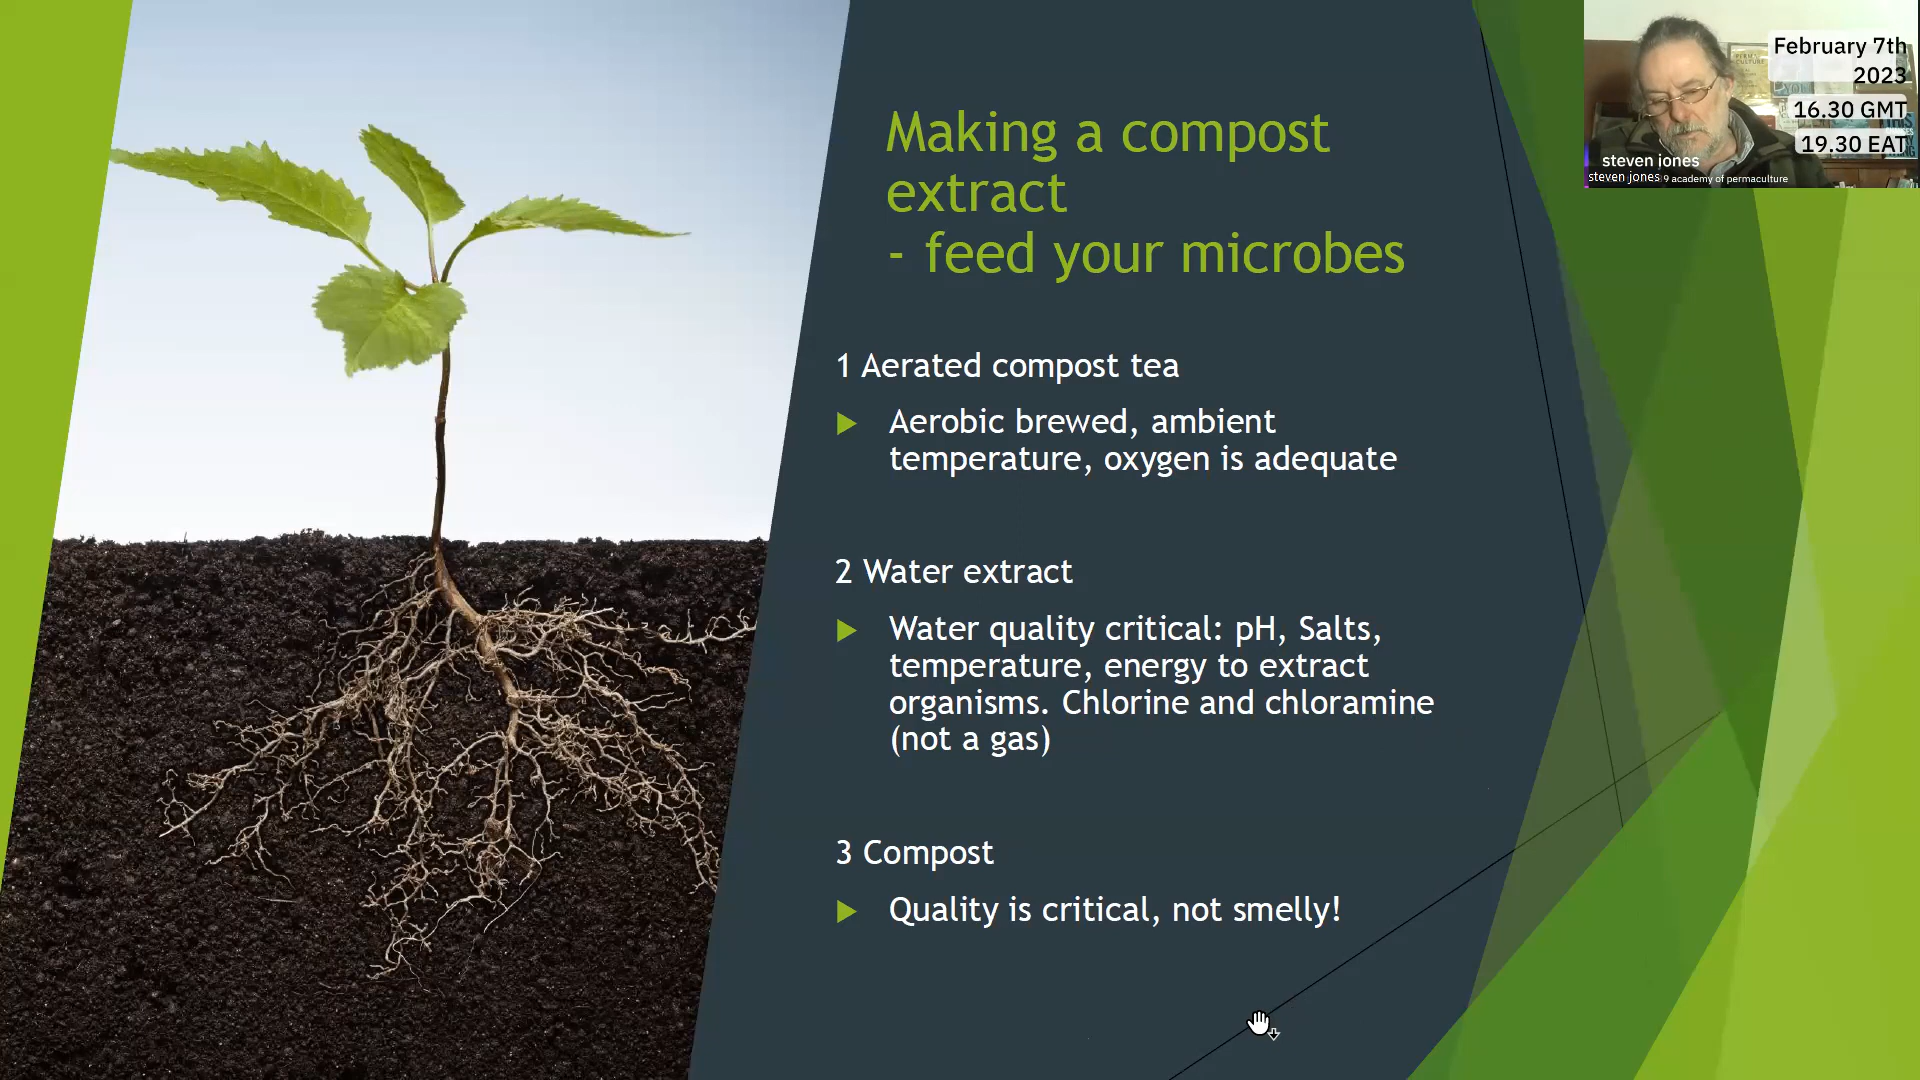 Making a compost
extract
- feed your microbes
1 Aerated compost tea
Aerobic brewed, ambient
temperature, oxygen is adequate
2 Water extract
Water quality critical: pH, Salts,
temperature, energy to extract
organisms. Chlorine and chloramine
(not a gas)
3 Compost
Quality is critical, not smelly!
February 7th
2023
16.30 GMT
19.30 EAT
steven jones
steven jones 9 academy of permaculture